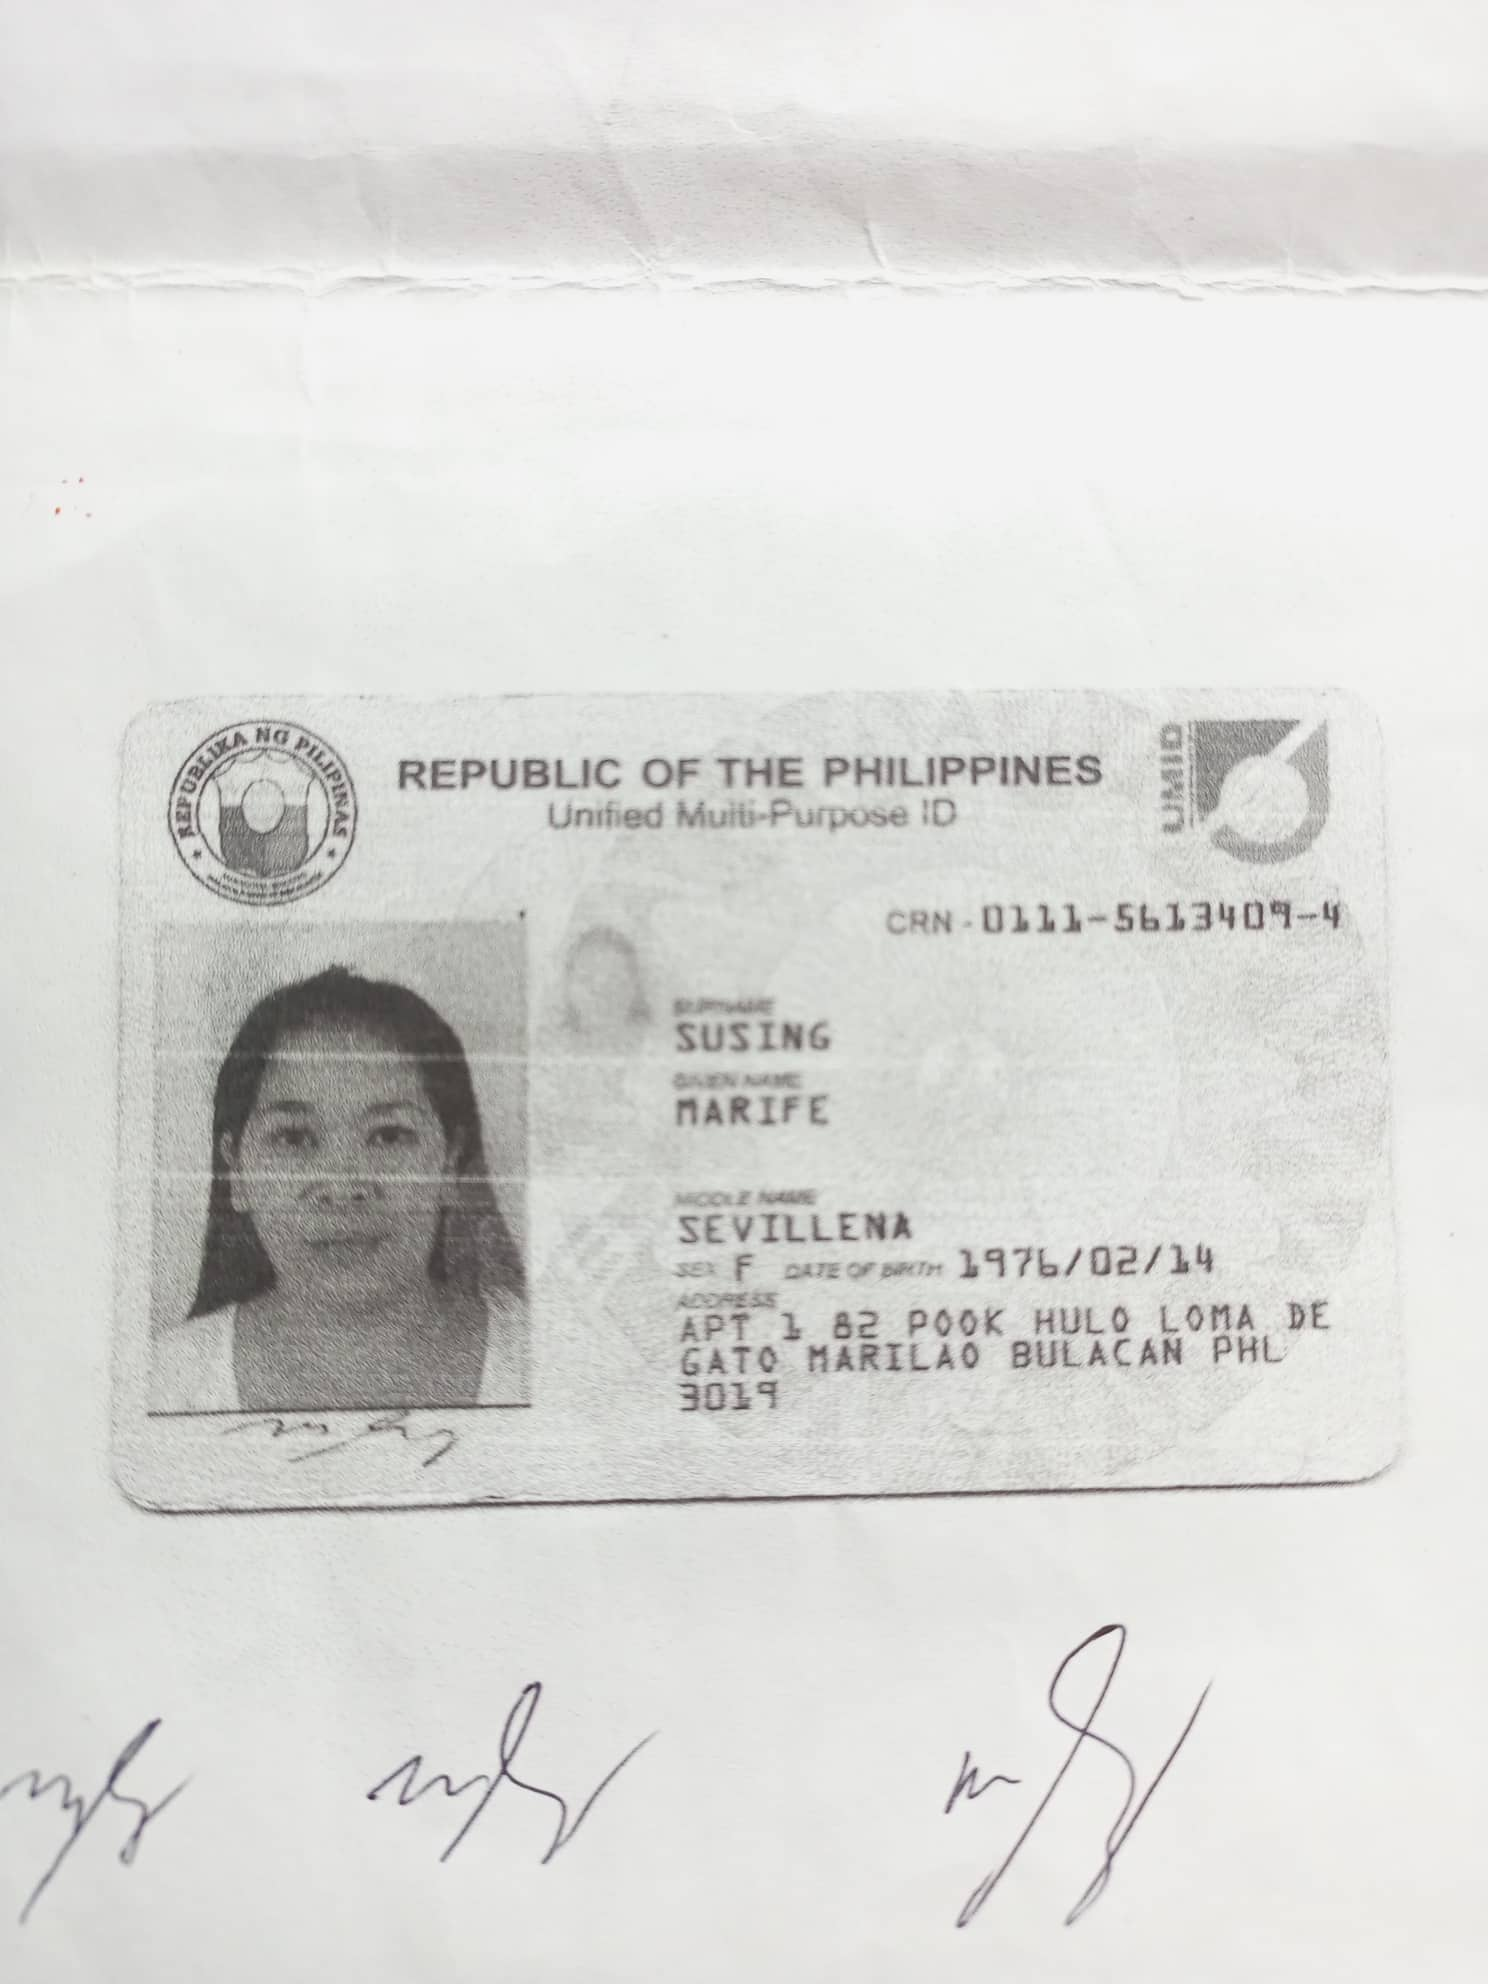 REPUBLIKA NG PILIPINAS
REPUBLIC OF THE PHILIPPINES
Unified Multi-Purpose ID
UMID
CRN - 0111-5613409-4
SURNAME
SUSING
GIVEN NAME
MARIFE
MIDDLE NAME
SEVILLENA
SEX F DATE OF BIRTH 1976/02/14
ADDRESS
APT 1 82 POOK HULO LOMA DE
GATO MARILAO BULACAN PHL
3019